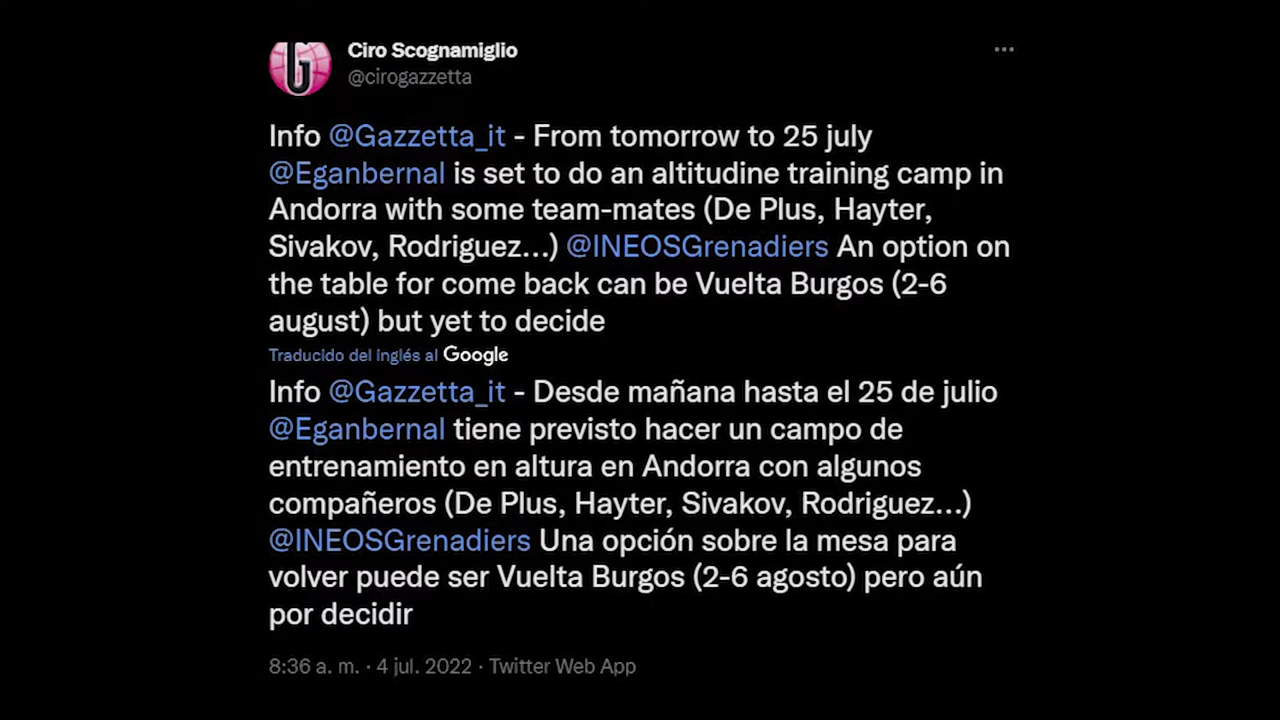 Ciro Scognamiglio
@cirogazzetta
Info @Gazzetta_it - From tomorrow to 25 july
@Eganbernal is set to do an altitudine training camp in
Andorra with some team-mates (De Plus, Hayter,
Sivakov, Rodriguez...) @INEOSGrenadiers An option on
the table for come back can be Vuelta Burgos (2-6
august) but yet to decide
Traducido del inglés al Google
Info @Gazzetta_it - Desde mañana hasta el 25 de julio
@Eganbernal tiene previsto hacer un campo de
entrenamiento en altura en Andorra con algunos
compañeros (De Plus, Hayter, Sivakov, Rodriguez...)
@INEOSGrenadiers Una opción sobre la mesa para
volver puede ser Vuelta Burgos (2-6 agosto) pero aún
por decidir
8:36 a. m. · 4 jul. 2022 · Twitter Web App